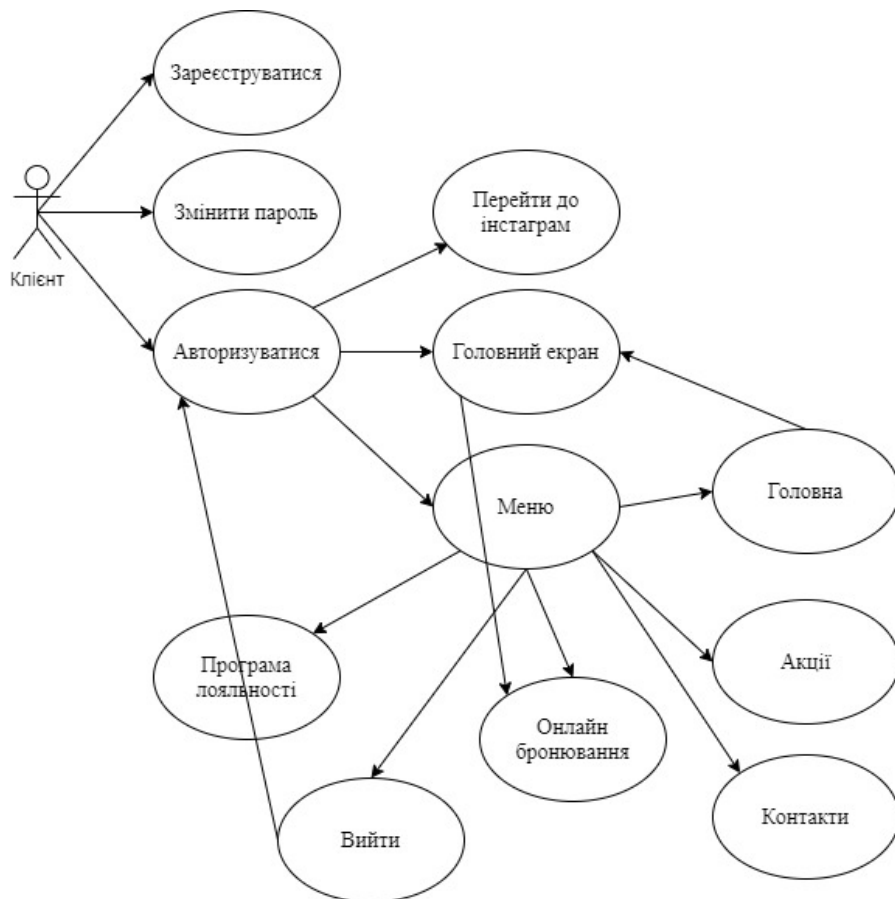 Зареєструватися
Змінити пароль
Перейти до
інстаграм
Клієнт
Авторизуватися
Головний екран
Меню
Головна
Програма
лояльності
Акції
Онлайн
бронювання
Вийти
Контакти